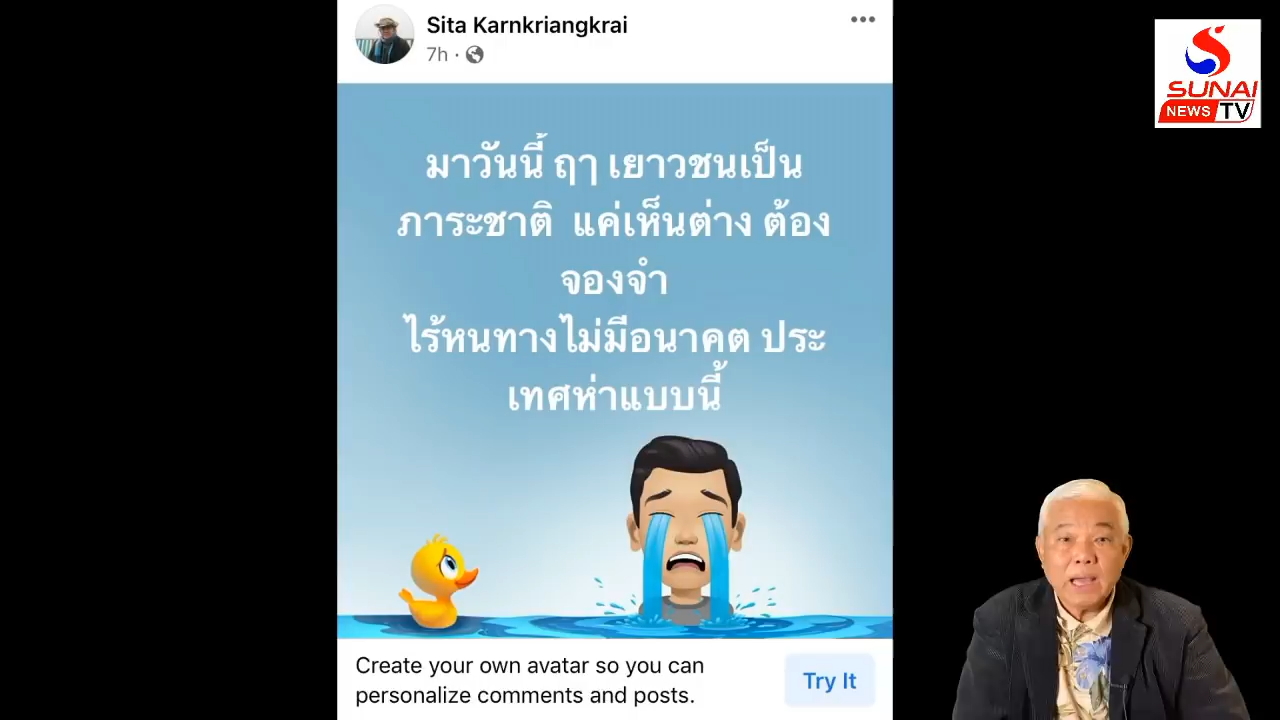 Sita Karnkriangkrai
7h ·
SUNAI
NEWS TV
มาวันนี้ ฤๅ เยาวชนเป็น
ภาระชาติ แค่เห็นต่าง ต้อง
จองจำ
ไร้หนทางไม่มีอนาคต ประ
เทศห่าแบบนี้
Create your own avatar so you can
personalize comments and posts.
Try It